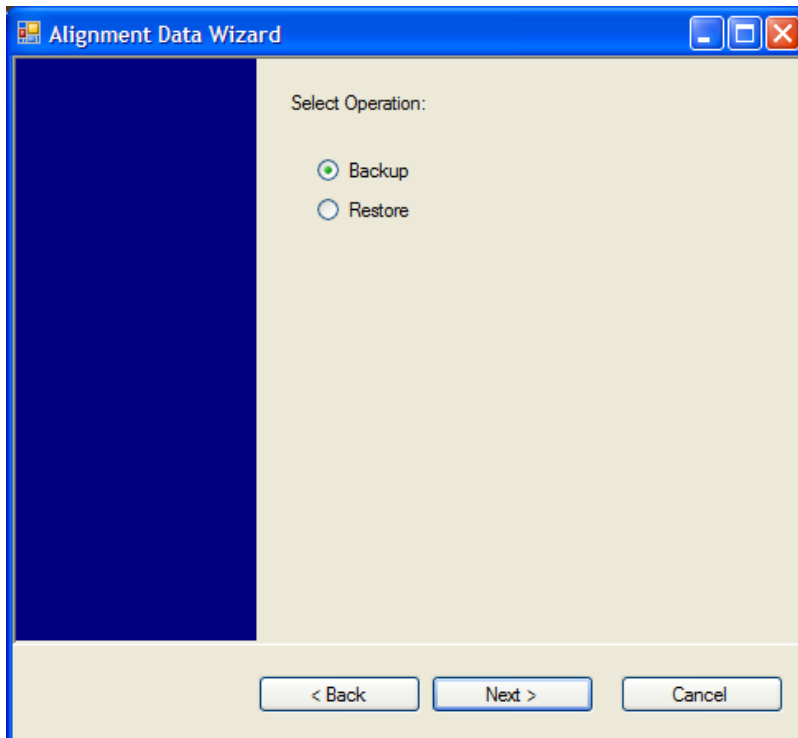 Alignment Data Wizard
Select Operation:
Backup
Restore
< Back Next > Cancel